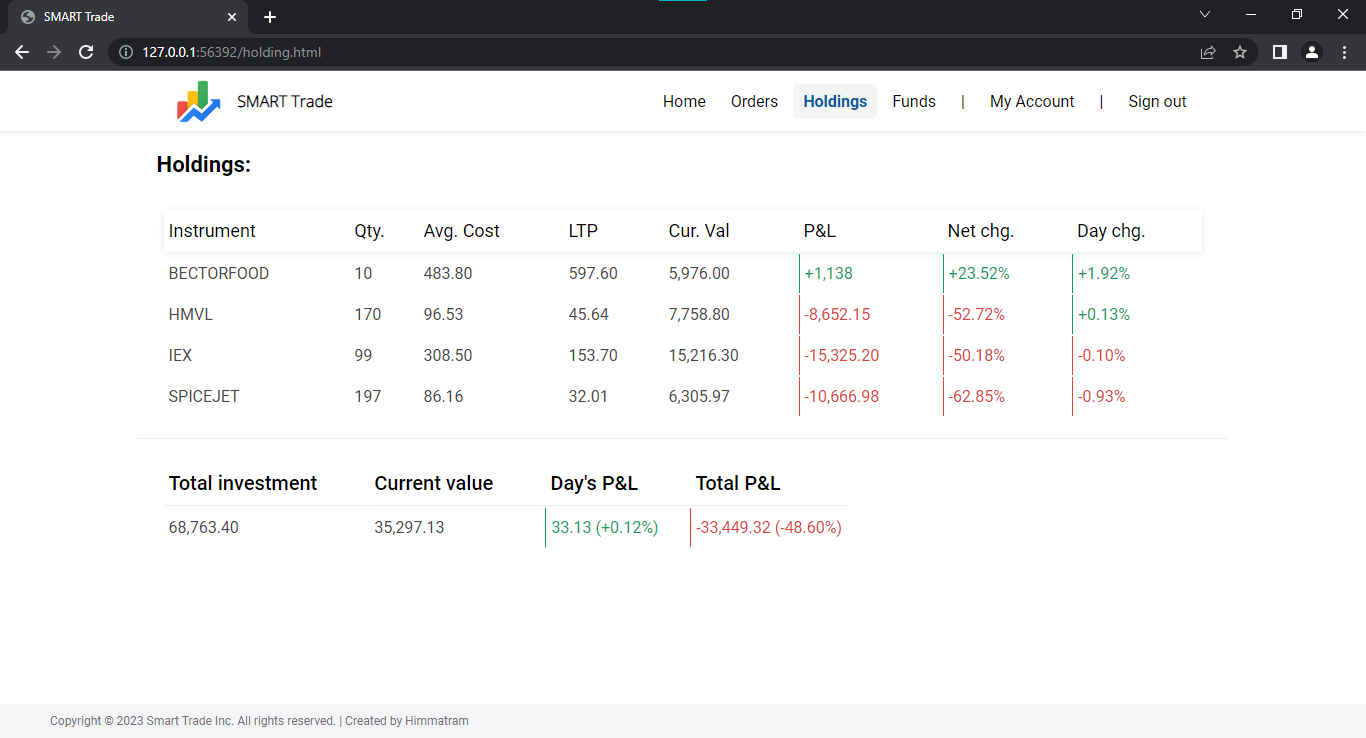 SMART Trade
127.0.0.1:56392/holding.html
SMART Trade Home Orders Holdings Funds | My Account | Sign out
Holdings:
Instrument Qty. Avg. Cost LTP Cur. Val P&L Net chg. Day chg.
BECTORFOOD 10 483.80 597.60 5,976.00 +1,138 +23.52% +1.92%
HMVL 170 96.53 45.64 7,758.80 -8,652.15 -52.72% +0.13%
IEX 99 308.50 153.70 15,216.30 -15,325.20 -50.18% -0.10%
SPICEJET 197 86.16 32.01 6,305.97 -10,666.98 -62.85% -0.93%
Total investment Current value Day's P&L Total P&L
68,763.40 35,297.13 33.13 (+0.12%) -33,449.32 (-48.60%)
Copyright © 2023 Smart Trade Inc. All rights reserved. | Created by Himmatram